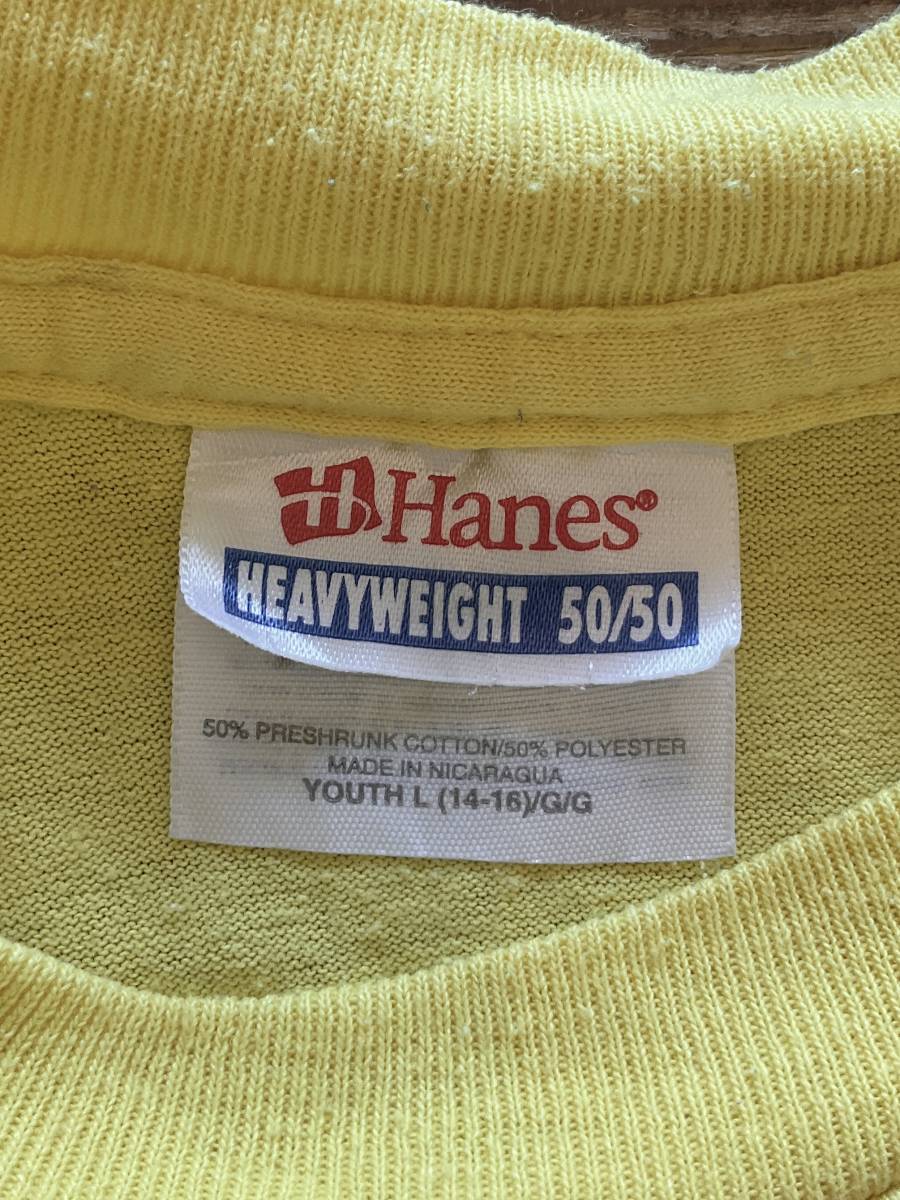 Hanes®
HEAVYWEIGHT 50/50
50% PRESHRUNK COTTON/50% POLYESTER
MADE IN NICARAGUA
YOUTH L (14-16)/G/G